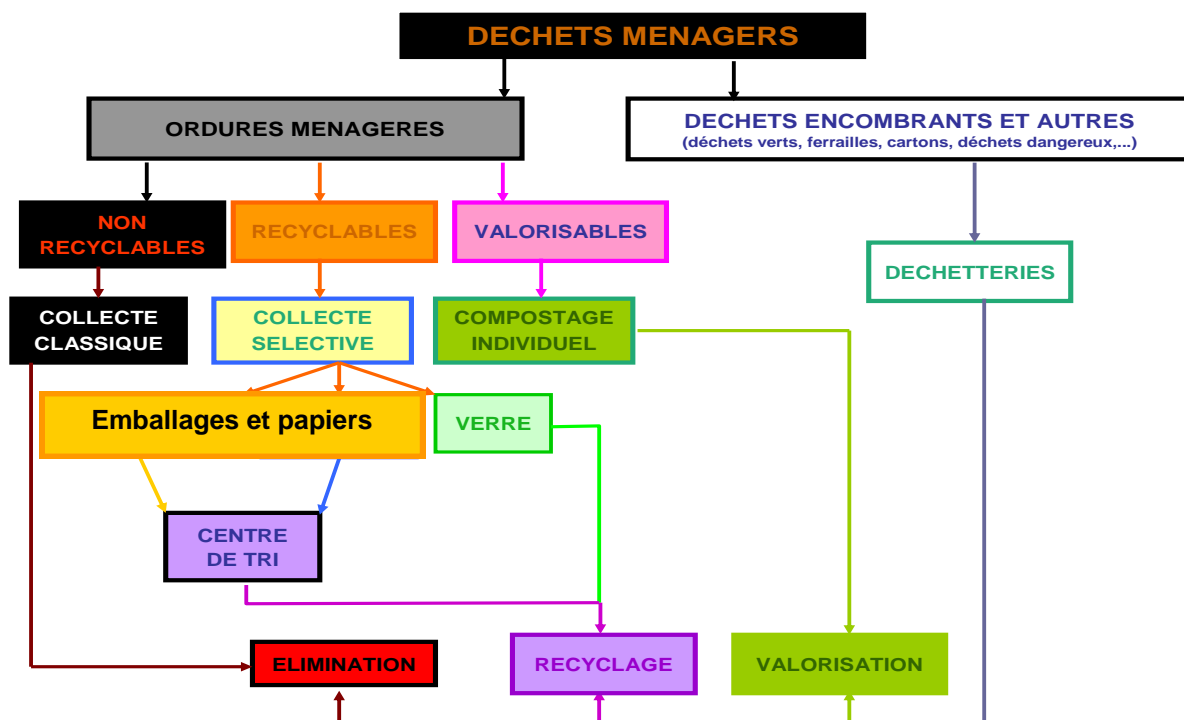 DECHETS MENAGERS
ORDURES MENAGERES
DECHETS ENCOMBRANTS ET AUTRES
(déchets verts, ferrailles, cartons, déchets dangereux,...)
NON
RECYCLABLES
RECYCLABLES
VALORISABLES
DECHETTERIES
COLLECTE
CLASSIQUE
COLLECTE
SELECTIVE
COMPOSTAGE
INDIVIDUEL
Emballages et papiers
VERRE
CENTRE
DE TRI
ELIMINATION
RECYCLAGE
VALORISATION